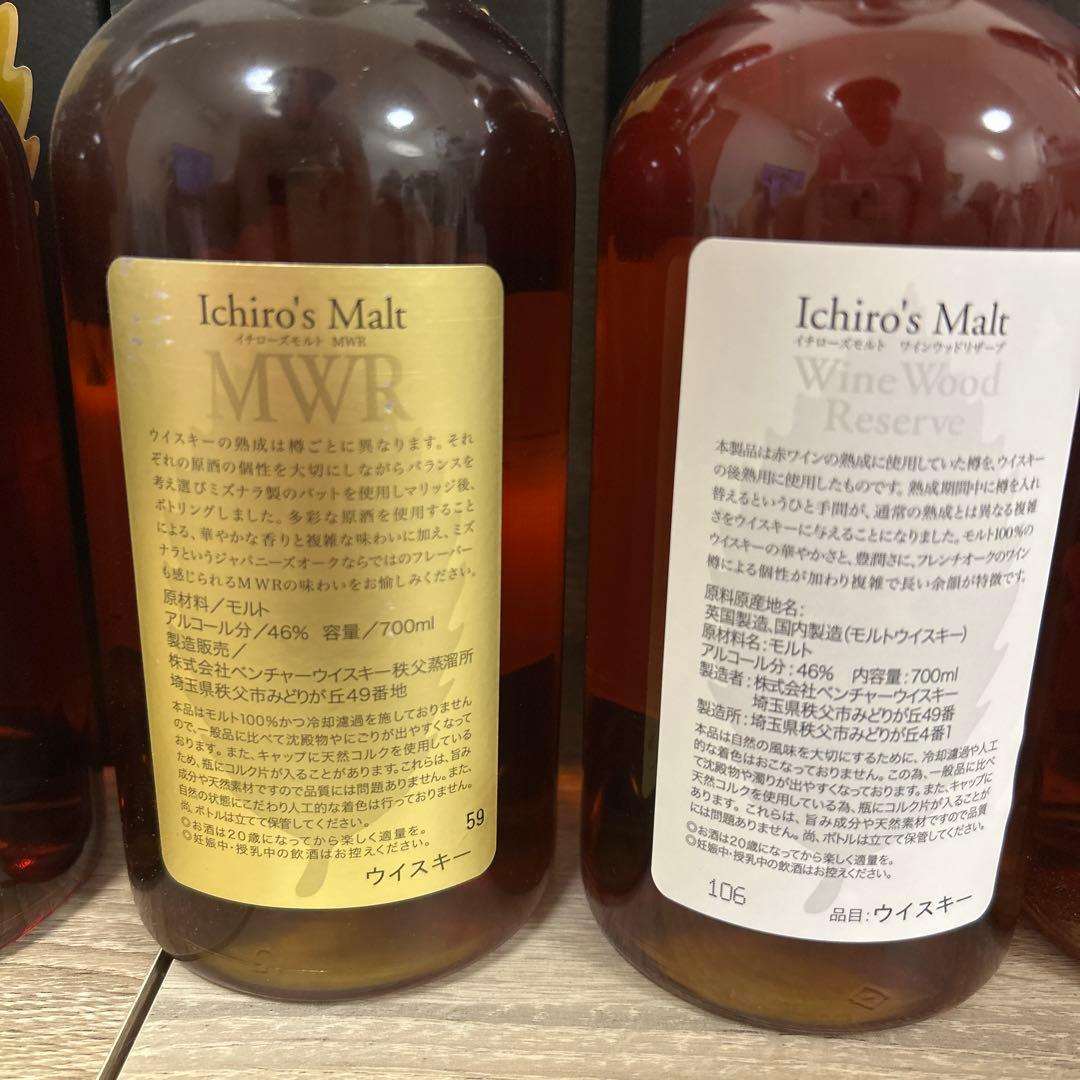 Ichiro's Malt
イチローズモルト MWR
MWR
ウイスキーの熟成は樽ごとに異なります。それ
ぞれの原酒の個性を大切にしながらバランスを
考え選びミズナラ製のバットを使用しマリッジ後、
ボトリングしました。多彩な原酒を使用すること
による、華やかな香りと複雑な味わいに加え、ミズ
ナラというジャパニーズオークならではのフレーバー
も感じられるMWRの味わいをお愉しみください。
原材料／モルト
アルコール分／46% 容量／700ml
製造販売／
株式会社ベンチャーウイスキー秩父蒸溜所
埼玉県秩父市みどりが丘49番地
本品はモルト100%かつ冷却濾過を施しておりません
ので、一般品に比べて沈殿物やにごりが出やすくなって
おります。また、キャップに天然コルクを使用している
ため、瓶にコルク片が入ることがあります。これらは、旨み
成分や天然素材ですので品質には問題ありません。また、
自然の状態にこだわり人工的な着色は行っておりません。
尚、ボトルは立てて保管してください。
◎お酒は20歳になってから楽しく適量を。
◎妊娠中・授乳中の飲酒はお控えください。
59
ウイスキー
Ichiro's Malt
イチローズモルト ワインウッドリザーブ
Wine Wood
Reserve
本製品は赤ワインの熟成に使用していた樽を、ウイスキー
の後熟用に使用したものです。熟成期間中に樽を入れ
替えるというひと手間が、通常の熟成とは異なる複雑
さをウイスキーに与えることになりました。モルト100%の
ウイスキーの華やかさと、豊潤さに、フレンチオークのワイン
樽による個性が加わり複雑で長い余韻が特徴です。
原料原産地名：
英国製造、国内製造（モルトウイスキー）
原材料名：モルト
アルコール分：46% 内容量：700ml
製造者：株式会社ベンチャーウイスキー
埼玉県秩父市みどりが丘49番
製造所：埼玉県秩父市みどりが丘4番1
本品は自然の風味を大切にするために、冷却濾過や人工
的な着色はおこなっておりません。この為、一般品に比べ
て沈殿物や濁りが出やすくなっております。また、キャップに
天然コルクを使用している為、瓶にコルク片が入ることが
あります。これらは、旨み成分や天然素材ですので品質
には問題ありません。尚、ボトルは立てて保管してください。
◎お酒は20歳になってから楽しく適量を。
◎妊娠中・授乳中の飲酒はお控えください。
106
品目：ウイスキー